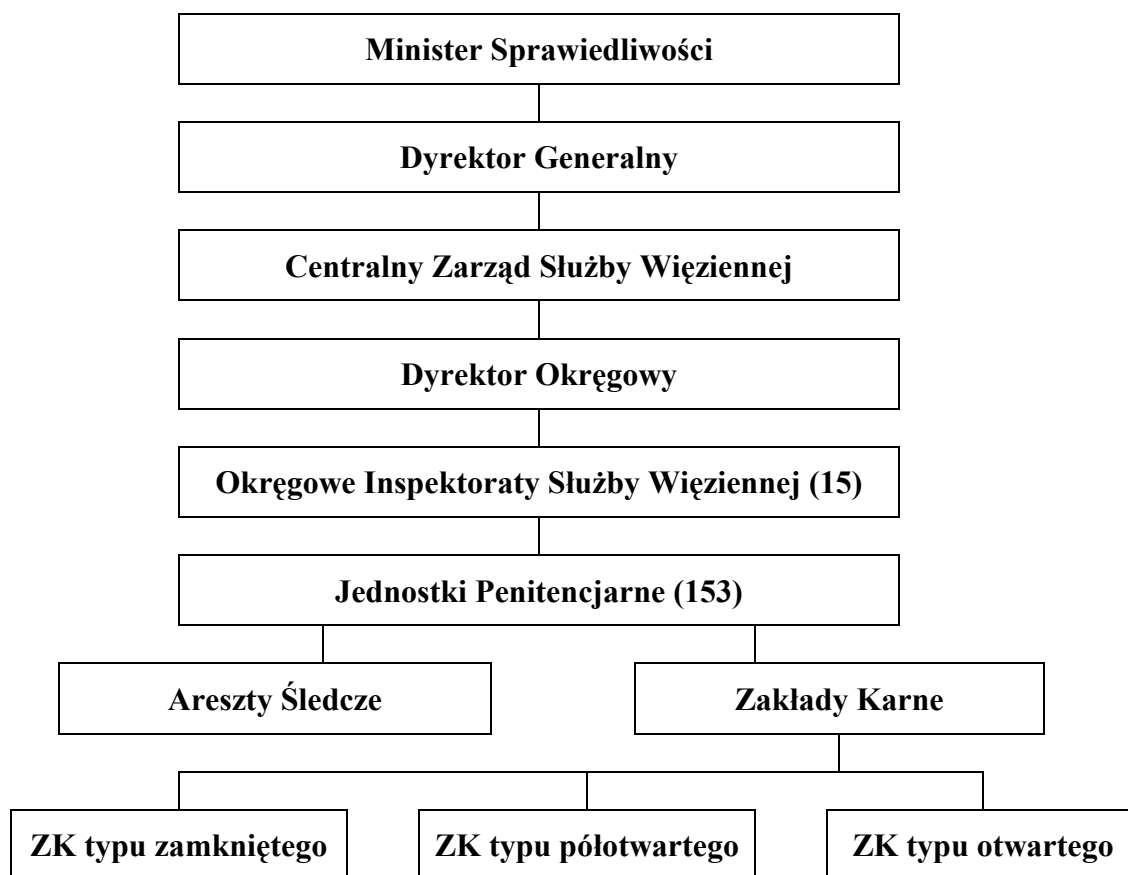 Minister Sprawiedliwości
Dyrektor Generalny
Centralny Zarząd Służby Więziennej
Dyrektor Okręgowy
Okręgowe Inspektoraty Służby Więziennej (15)
Jednostki Penitencjarne (153)
Areszty Śledcze
Zakłady Karne
ZK typu zamkniętego
ZK typu półotwartego
ZK typu otwartego